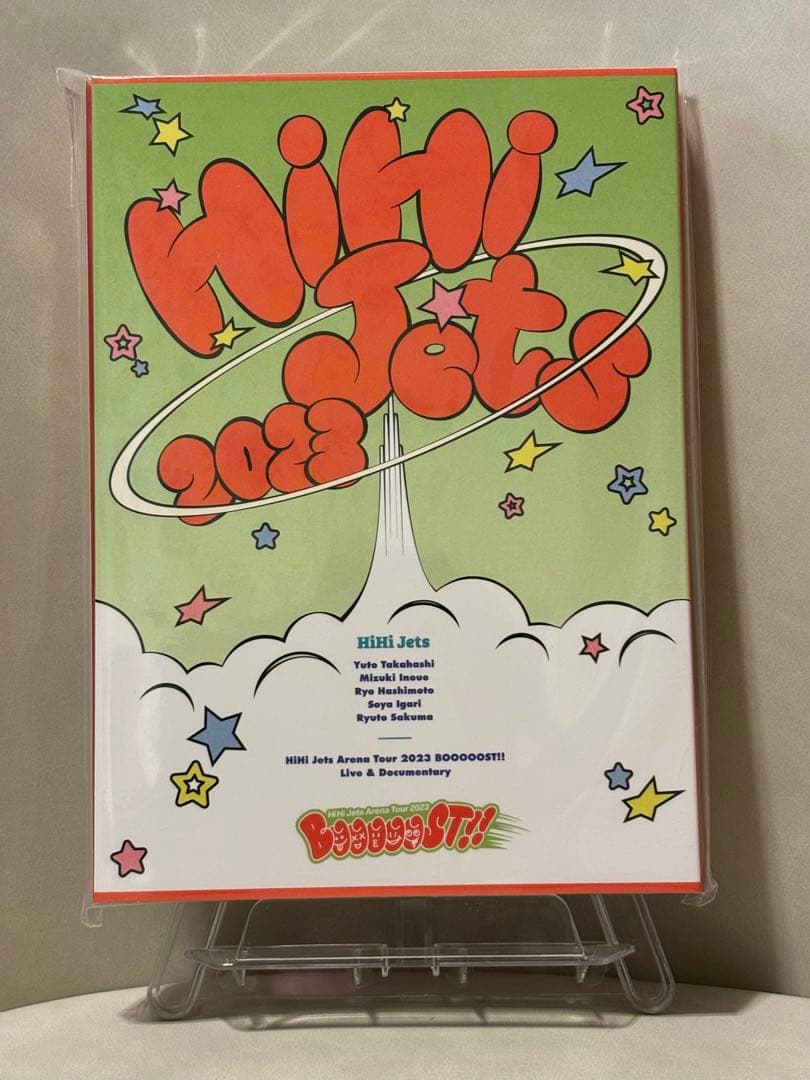 HiHi
Jets
2023
HiHi Jets
Yuto Takahashi
Mizuki Inoue
Ryo Hashimoto
Soya Igari
Ryuto Sakuma
HiHi Jets Arena Tour 2023 BOOOOOST!!
Live & Documentary
HiHi Jets Arena Tour 2023
BOOOOOST!!